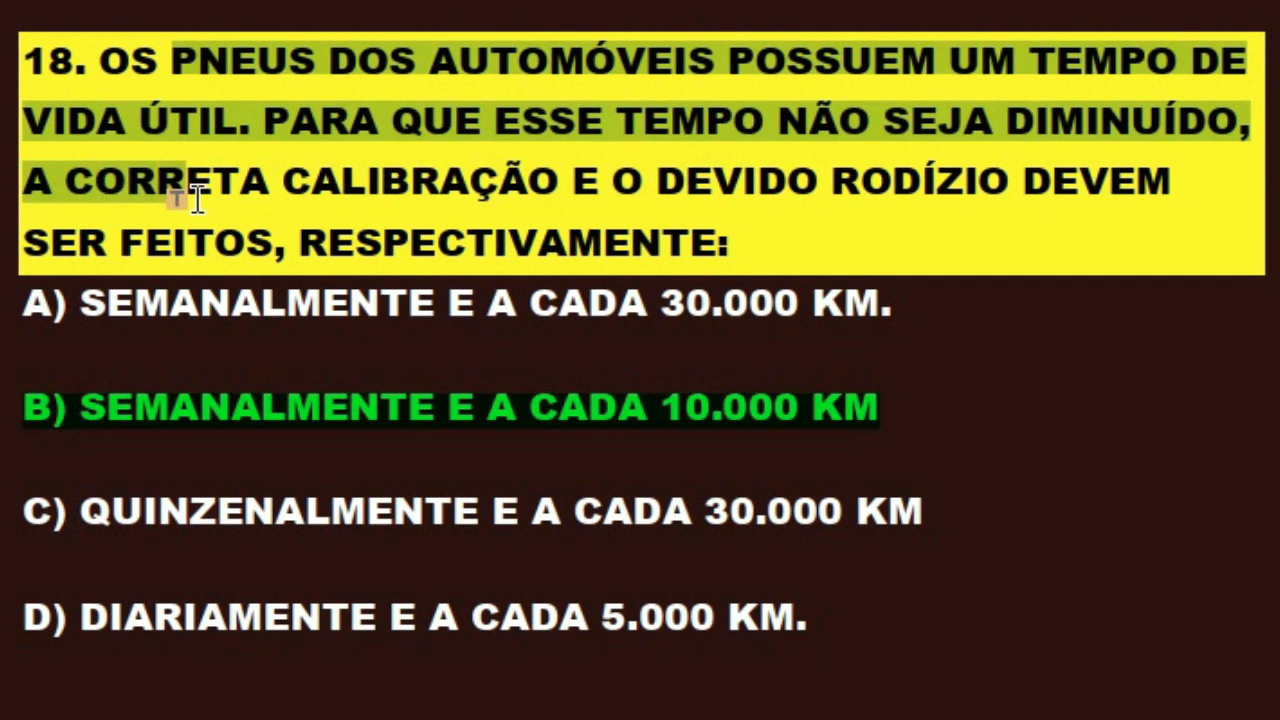 18. OS PNEUS DOS AUTOMÓVEIS POSSUEM UM TEMPO DE
VIDA ÚTIL. PARA QUE ESSE TEMPO NÃO SEJA DIMINUÍDO,
A CORRETA CALIBRAÇÃO E O DEVIDO RODÍZIO DEVEM
SER FEITOS, RESPECTIVAMENTE:
A) SEMANALMENTE E A CADA 30.000 KM.
B) SEMANALMENTE E A CADA 10.000 KM
C) QUINZENALMENTE E A CADA 30.000 KM
D) DIARIAMENTE E A CADA 5.000 KM.